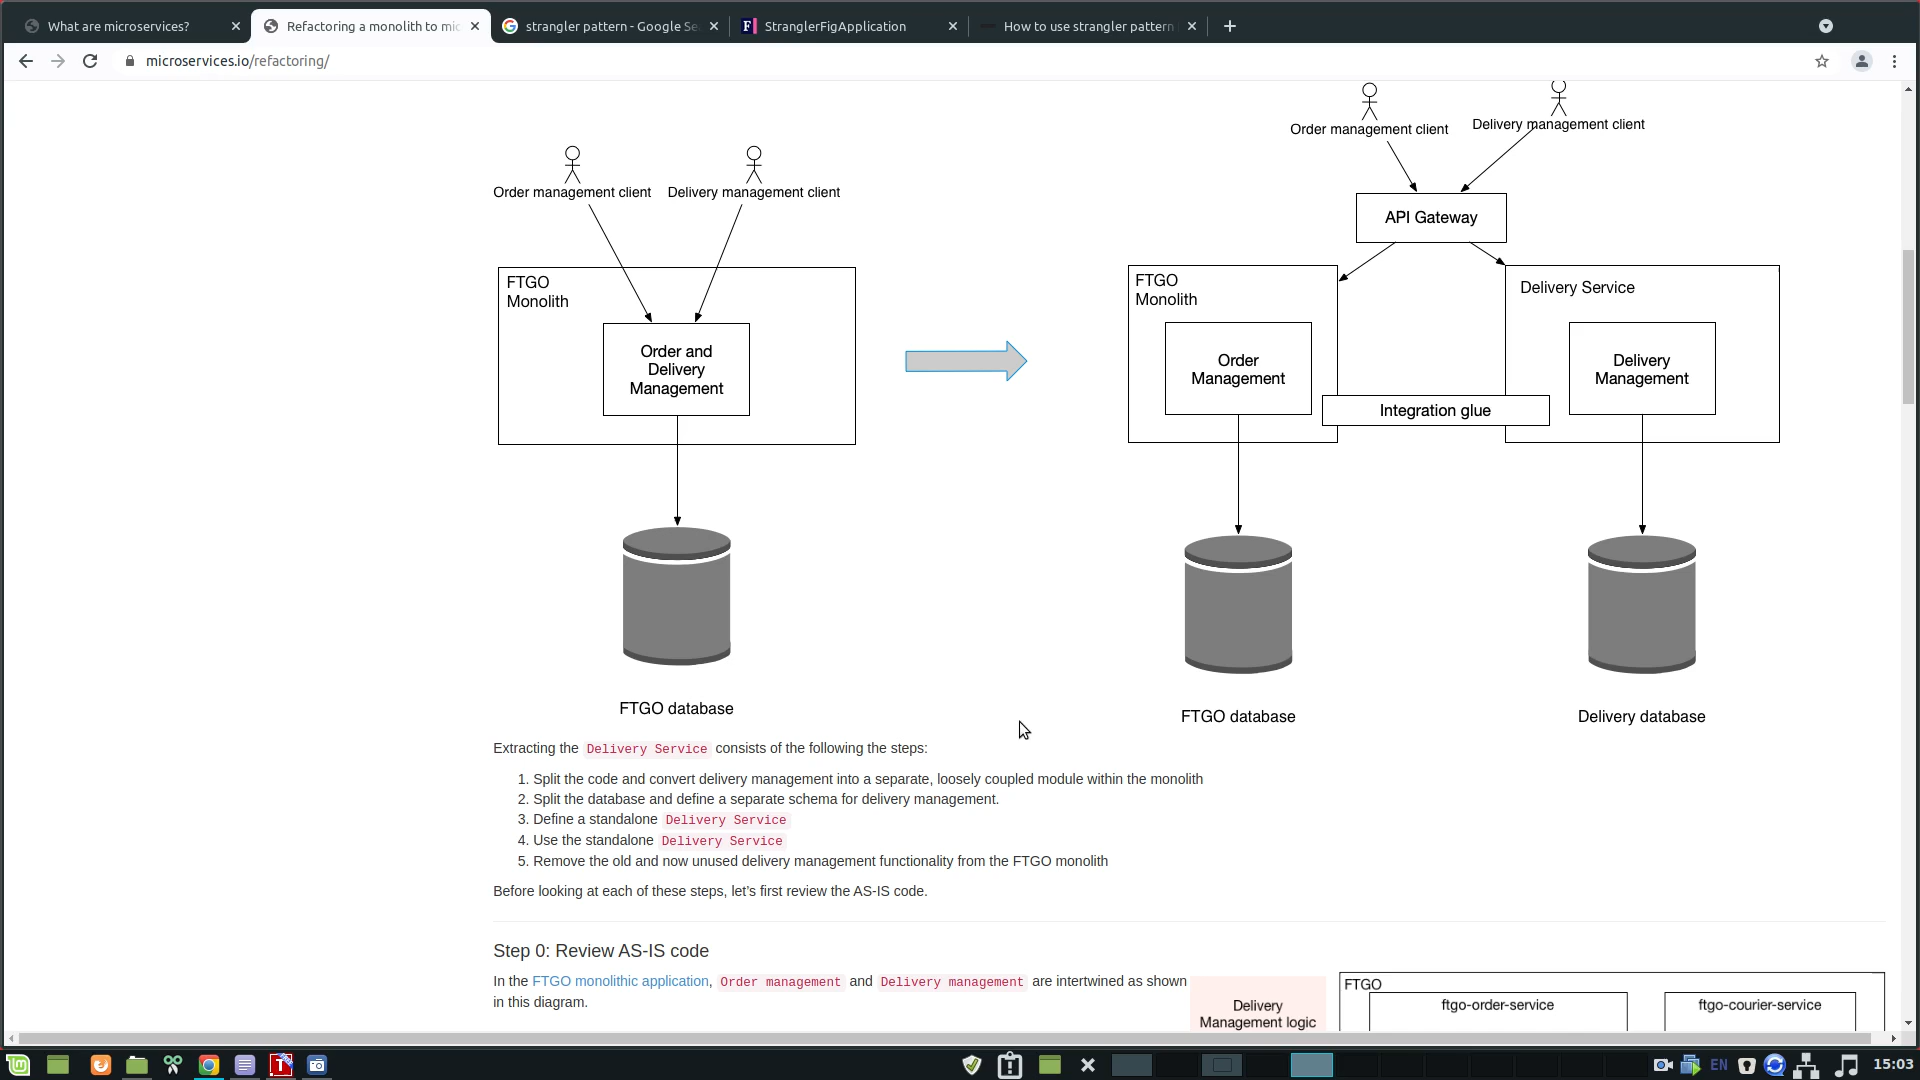 What are microservices?
Refactoring a monolith to mic
strangler pattern - Google Se
StranglerFigApplication
How to use strangler pattern
microservices.io/refactoring/
Order management client
Delivery management client
FTGO
Monolith
Order and
Delivery
Management
FTGO database
Order management client
Delivery management client
API Gateway
FTGO
Monolith
Order
Management
Delivery Service
Delivery
Management
Integration glue
FTGO database
Delivery database
Extracting the Delivery Service consists of the following the steps:
1. Split the code and convert delivery management into a separate, loosely coupled module within the monolith
2. Split the database and define a separate schema for delivery management.
3. Define a standalone Delivery Service
4. Use the standalone Delivery Service
5. Remove the old and now unused delivery management functionality from the FTGO monolith
Before looking at each of these steps, let’s first review the AS-IS code.
Step 0: Review AS-IS code
In the FTGO monolithic application, Order management and Delivery management are intertwined as shown
in this diagram.
Delivery
Management logic
FTGO
ftgo-order-service
ftgo-courier-service
EN
15:03